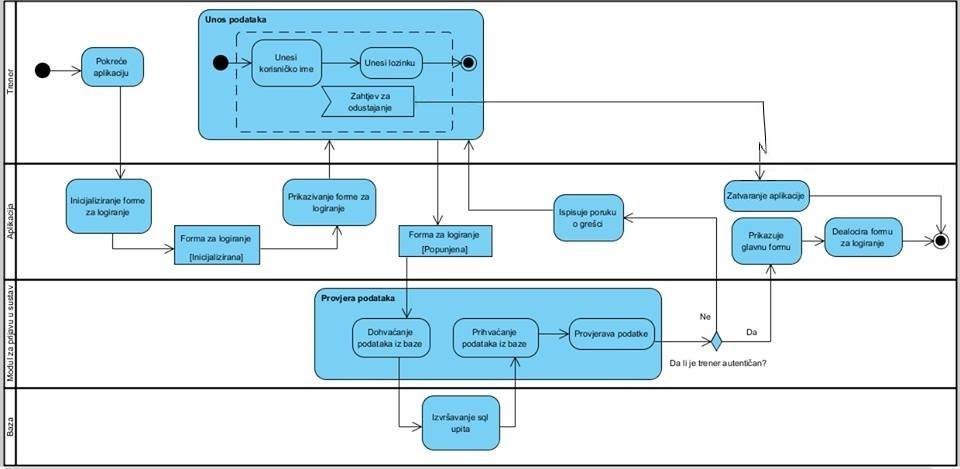 Trener
Pokreće
aplikaciju
Unos podataka
Unesi
korisničko ime
Unesi lozinku
Zahtjev za
odustajanje
Aplikacija
Inicijaliziranje forme
za logiranje
Forma za logiranje
[Inicijalizirana]
Prikazivanje forme za
logiranje
Forma za logiranje
[Popunjena]
Ispisuje poruku
o grešci
Zatvaranje aplikacije
Prikazuje
glavnu formu
Dealocira formu
za logiranje
Modul za prijavu u sustav
Provjera podataka
Dohvaćanje
podataka iz baze
Prihvaćanje
podataka iz baze
Provjerava podatke
Ne
Da
Da li je trener autentičan?
Baza
Izvršavanje sql
upita